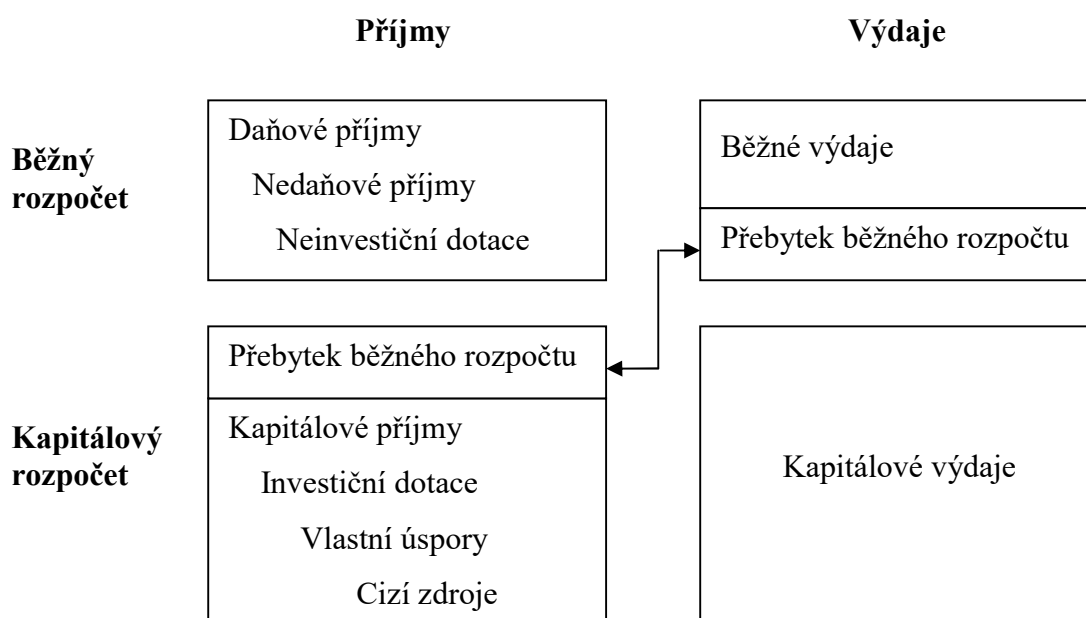 Příjmy
Výdaje
Běžný
rozpočet
Daňové příjmy
Nedaňové příjmy
Neinvestiční dotace
Běžné výdaje
Přebytek běžného rozpočtu
Kapitálový
rozpočet
Přebytek běžného rozpočtu
Kapitálové příjmy
Investiční dotace
Vlastní úspory
Cizí zdroje
Kapitálové výdaje